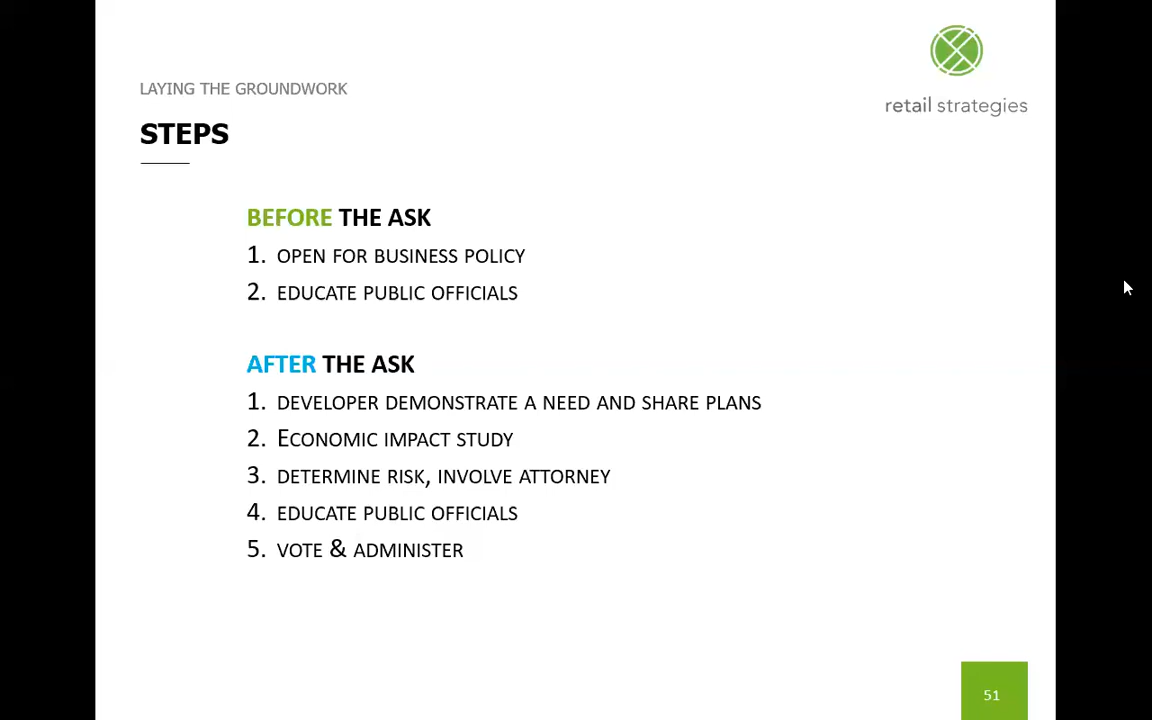 LAYING THE GROUNDWORK
STEPS
retail strategies
BEFORE THE ASK
1. OPEN FOR BUSINESS POLICY
2. EDUCATE PUBLIC OFFICIALS
AFTER THE ASK
1. DEVELOPER DEMONSTRATE A NEED AND SHARE PLANS
2. ECONOMIC IMPACT STUDY
3. DETERMINE RISK, INVOLVE ATTORNEY
4. EDUCATE PUBLIC OFFICIALS
5. VOTE & ADMINISTER
51